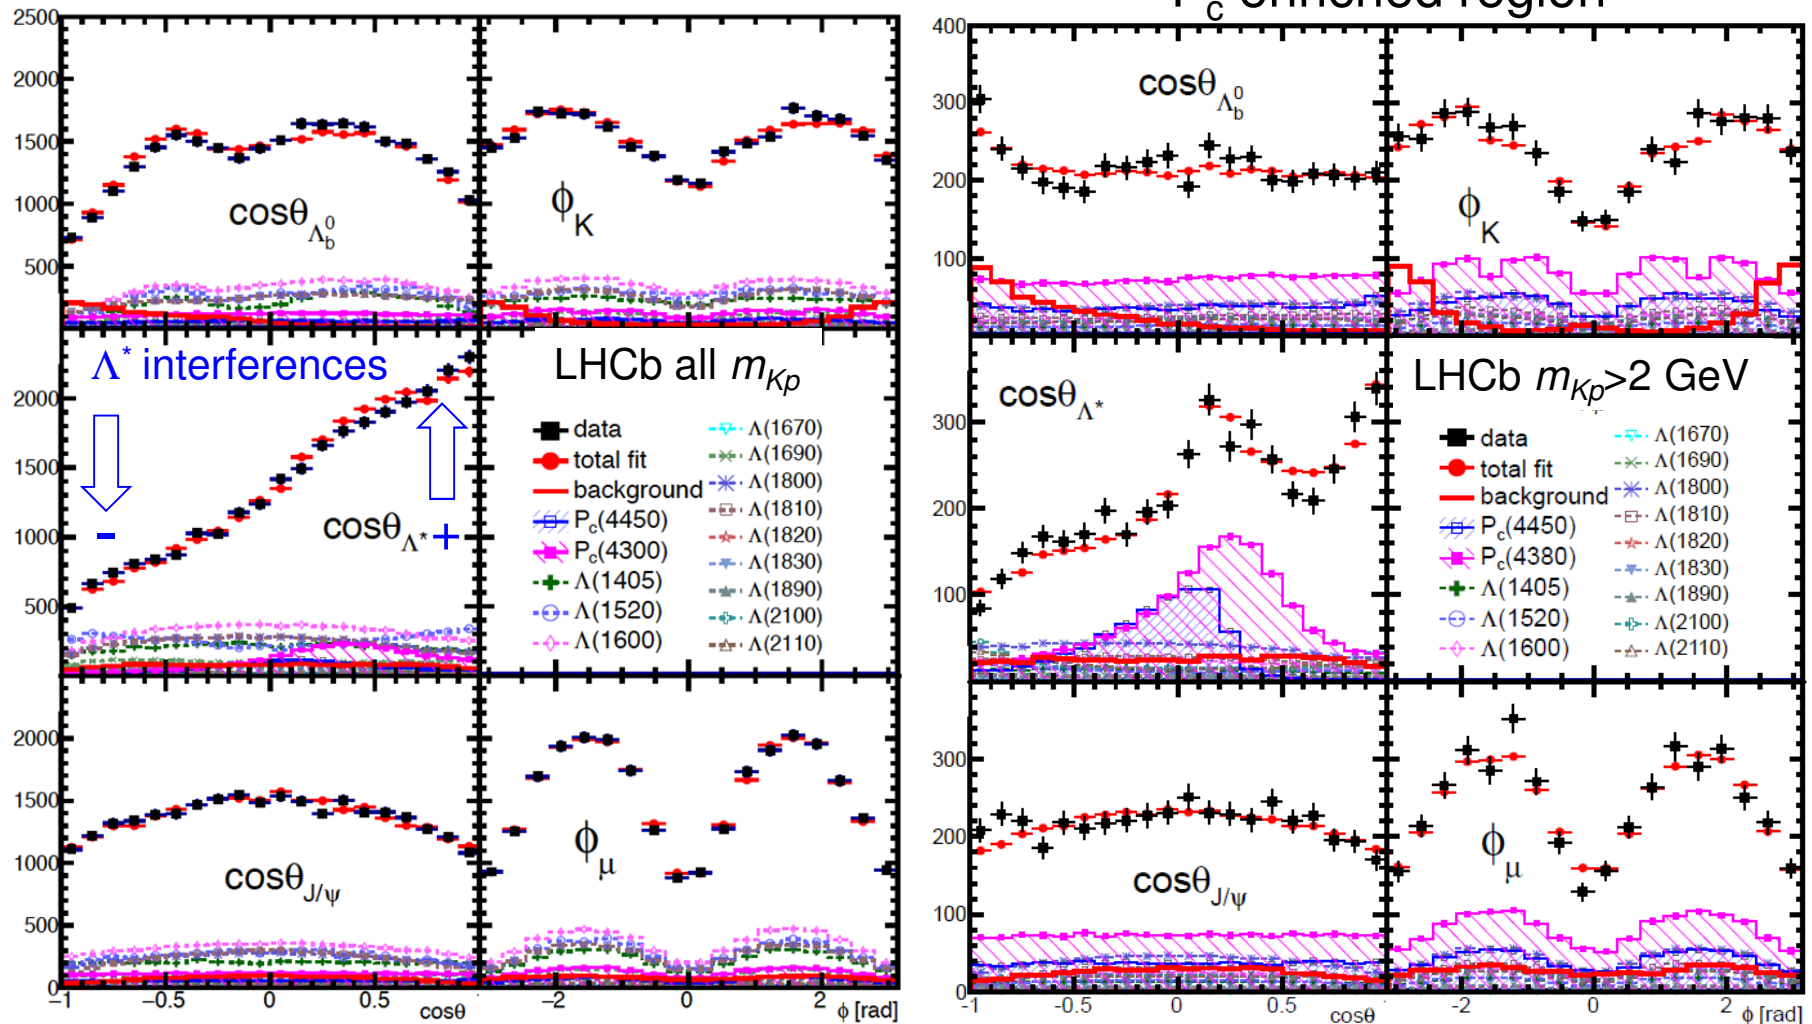 P_c enriched region
2500
2000
1500
1000
500
cosθ_Λ_b^0
ϕ_K
Λ* interferences
-
+
2000
1500
1000
500
cosθ_Λ*
LHCb all m_Kp
data
total fit
background
P_c(4450)
P_c(4300)
Λ(1405)
Λ(1520)
Λ(1600)
Λ(1670)
Λ(1690)
Λ(1800)
Λ(1810)
Λ(1820)
Λ(1830)
Λ(1890)
Λ(2100)
Λ(2110)
2000
1500
1000
500
0
cosθ_J/ψ
ϕ_μ
-1 -0.5 0 0.5
cosθ
-2 0 2
ϕ [rad]
400
300
200
100
cosθ_Λ_b^0
ϕ_K
300
200
100
cosθ_Λ*
LHCb m_Kp>2 GeV
data
total fit
background
P_c(4450)
P_c(4380)
Λ(1405)
Λ(1520)
Λ(1600)
Λ(1670)
Λ(1690)
Λ(1800)
Λ(1810)
Λ(1820)
Λ(1830)
Λ(1890)
Λ(2100)
Λ(2110)
300
200
100
0
cosθ_J/ψ
ϕ_μ
-1 -0.5 0 0.5
cosθ
-2 0 2
ϕ [rad]